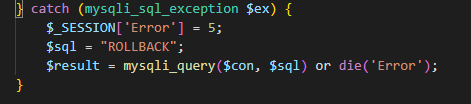 } catch (mysqli_sql_exception $ex) {
$_SESSION['Error'] = 5;
$sql = "ROLLBACK";
$result = mysqli_query($con, $sql) or die('Error');
}